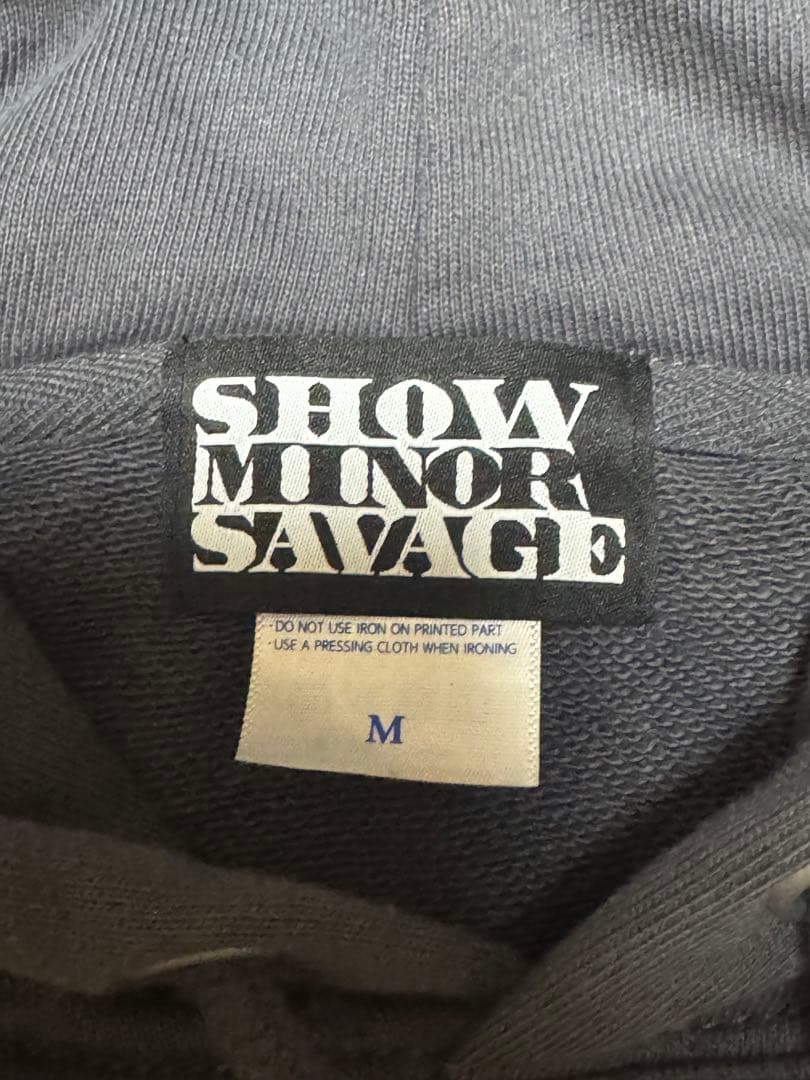 SHOW
MINOR
SAVAGE
·DO NOT USE IRON ON PRINTED PART
·USE A PRESSING CLOTH WHEN IRONING
M